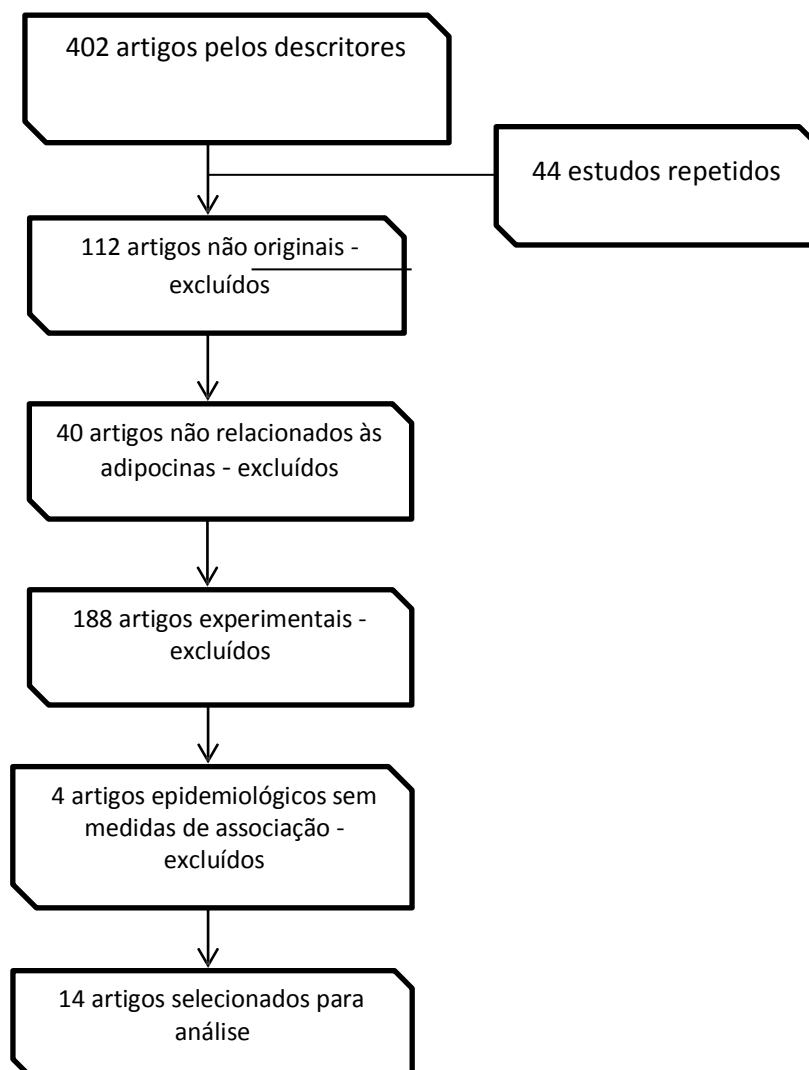 402 artigos pelos descritores
44 estudos repetidos
112 artigos não originais -
excluídos
40 artigos não relacionados às
adipocinas - excluídos
188 artigos experimentais -
excluídos
4 artigos epidemiológicos sem
medidas de associação -
excluídos
14 artigos selecionados para
análise